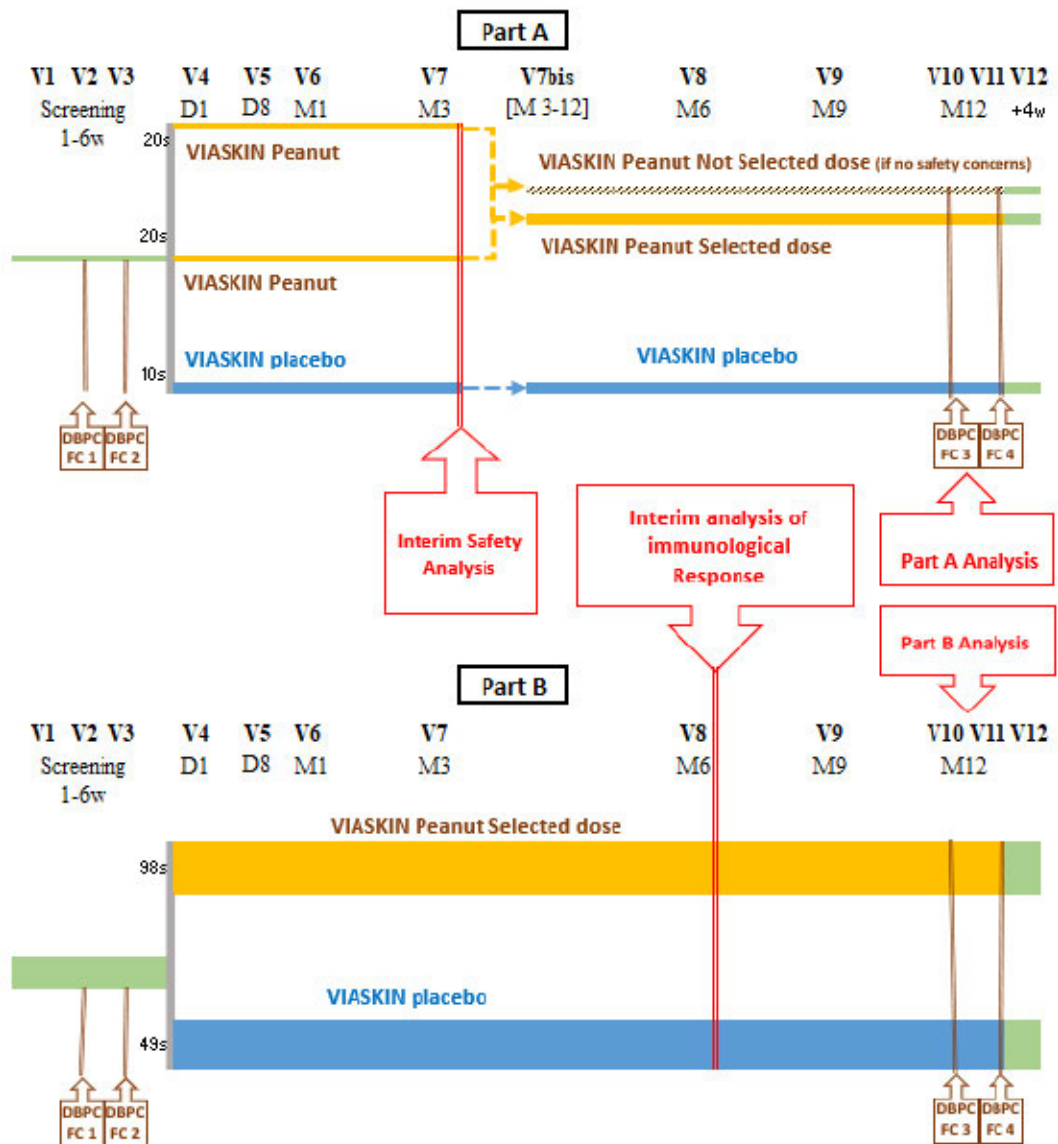 Part A
V1 V2 V3 V4 V5 V6 V7 V7bis V8 V9 V10 V11 V12
Screening D1 D8 M1 M3 [M 3-12] M6 M9 M12 +4w
1-6w
20s
VIASKIN Peanut
VIASKIN Peanut Not Selected dose (if no safety concerns)
20s
VIASKIN Peanut Selected dose
VIASKIN Peanut
VIASKIN placebo
VIASKIN placebo
10s
DBPC
FC 1
DBPC
FC 2
DBPC
FC 3
DBPC
FC 4
Interim Safety
Analysis
Interim analysis of
immunological
Response
Part A Analysis
Part B Analysis
Part B
V1 V2 V3 V4 V5 V6 V7 V8 V9 V10 V11 V12
Screening D1 D8 M1 M3 M6 M9 M12
1-6w
VIASKIN Peanut Selected dose
98s
VIASKIN placebo
49s
DBPC
FC 1
DBPC
FC 2
DBPC
FC 3
DBPC
FC 4